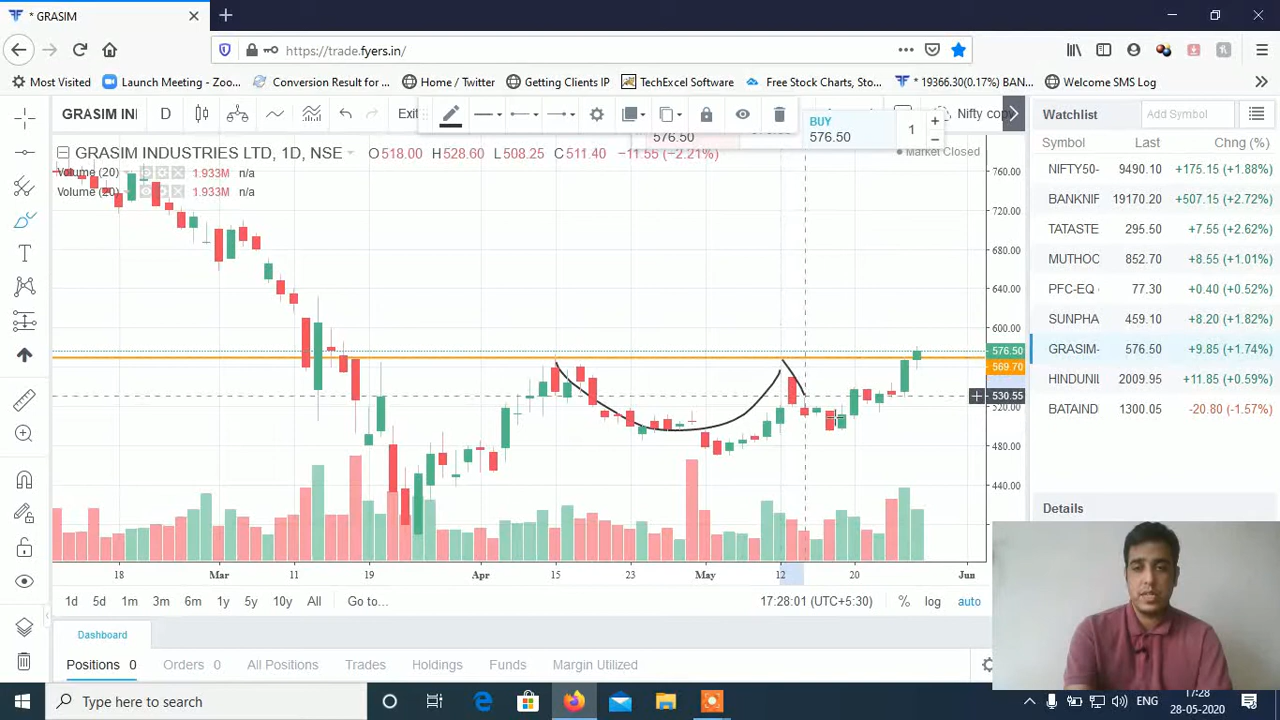 * GRASIM
https://trade.fyers.in/
Most Visited Launch Meeting - Zoo... Conversion Result for ... Home / Twitter Getting Clients IP TechExcel Software Free Stock Charts, Sto... * 19366.30(0.17%) BAN... Welcome SMS Log
GRASIM IN D Exit Nifty cop
BUY
576.50
1
576.50
GRASIM INDUSTRIES LTD, 1D, NSE O518.00 H528.60 L508.25 C511.40 −11.55 (−2.21%)
Market Closed
Volume (20) 1.933M n/a
Volume (20) 1.933M n/a
760.00
720.00
680.00
640.00
600.00
576.50
569.70
530.55
520.00
480.00
440.00
18 Mar 11 19 Apr 15 23 May 12 20 Jun
1d 5d 1m 3m 6m 1y 5y 10y All Go to... 17:28:01 (UTC+5:30) % log auto
Dashboard
Positions 0 Orders 0 All Positions Trades Holdings Funds Margin Utilized
Watchlist Add Symbol
Symbol Last Chng (%)
NIFTY50- 9490.10 +175.15 (+1.88%)
BANKNIF 19170.20 +507.15 (+2.72%)
TATASTE 295.50 +7.55 (+2.62%)
MUTHOC 852.70 +8.55 (+1.01%)
PFC-EQ 77.30 +0.40 (+0.52%)
SUNPHA 459.10 +8.20 (+1.82%)
GRASIM- 576.50 +9.85 (+1.74%)
HINDUNIL 2009.95 +11.85 (+0.59%)
BATAIND 1300.05 -20.80 (-1.57%)
Details
Type here to search
ENG
17:28
28-05-2020